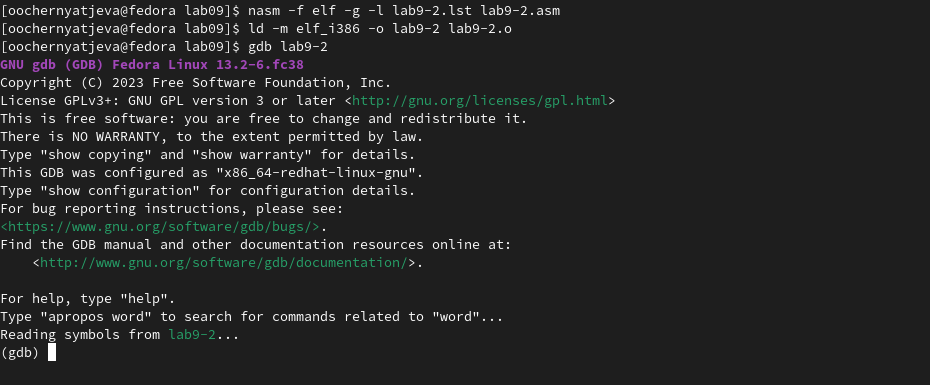 [oochernyatjeva@fedora lab09]$ nasm -f elf -g -l lab9-2.lst lab9-2.asm
[oochernyatjeva@fedora lab09]$ ld -m elf_i386 -o lab9-2 lab9-2.o
[oochernyatjeva@fedora lab09]$ gdb lab9-2
GNU gdb (GDB) Fedora Linux 13.2-6.fc38
Copyright (C) 2023 Free Software Foundation, Inc.
License GPLv3+: GNU GPL version 3 or later <http://gnu.org/licenses/gpl.html>
This is free software: you are free to change and redistribute it.
There is NO WARRANTY, to the extent permitted by law.
Type "show copying" and "show warranty" for details.
This GDB was configured as "x86_64-redhat-linux-gnu".
Type "show configuration" for configuration details.
For bug reporting instructions, please see:
<https://www.gnu.org/software/gdb/bugs/>.
Find the GDB manual and other documentation resources online at:
    <http://www.gnu.org/software/gdb/documentation/>.

For help, type "help".
Type "apropos word" to search for commands related to "word"...
Reading symbols from lab9-2...
(gdb)